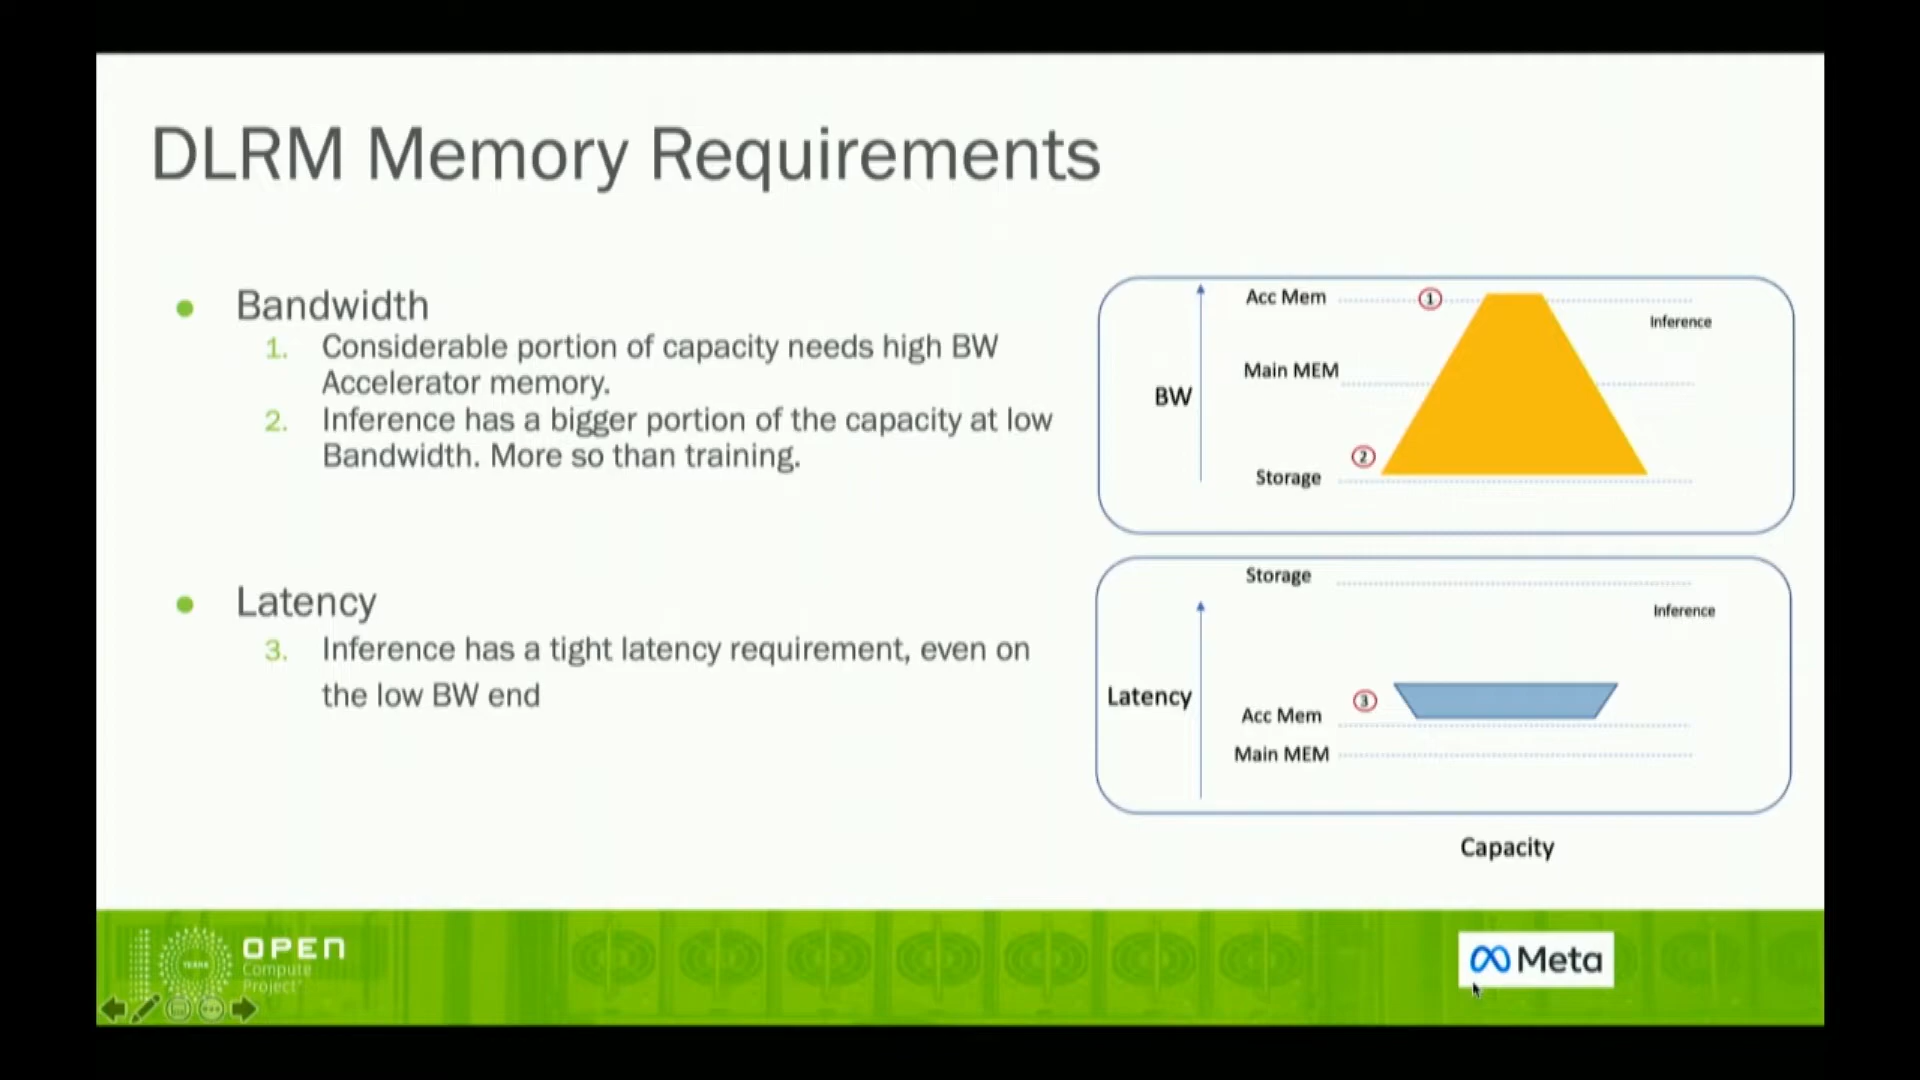 DLRM Memory Requirements
Bandwidth
1. Considerable portion of capacity needs high BW
Accelerator memory.
2. Inference has a bigger portion of the capacity at low
Bandwidth. More so than training.
Latency
3. Inference has a tight latency requirement, even on
the low BW end
Acc Mem
1
Inference
Main MEM
BW
2
Storage
Storage
Inference
Latency
3
Acc Mem
Main MEM
Capacity
OPEN
Compute
Project
Meta